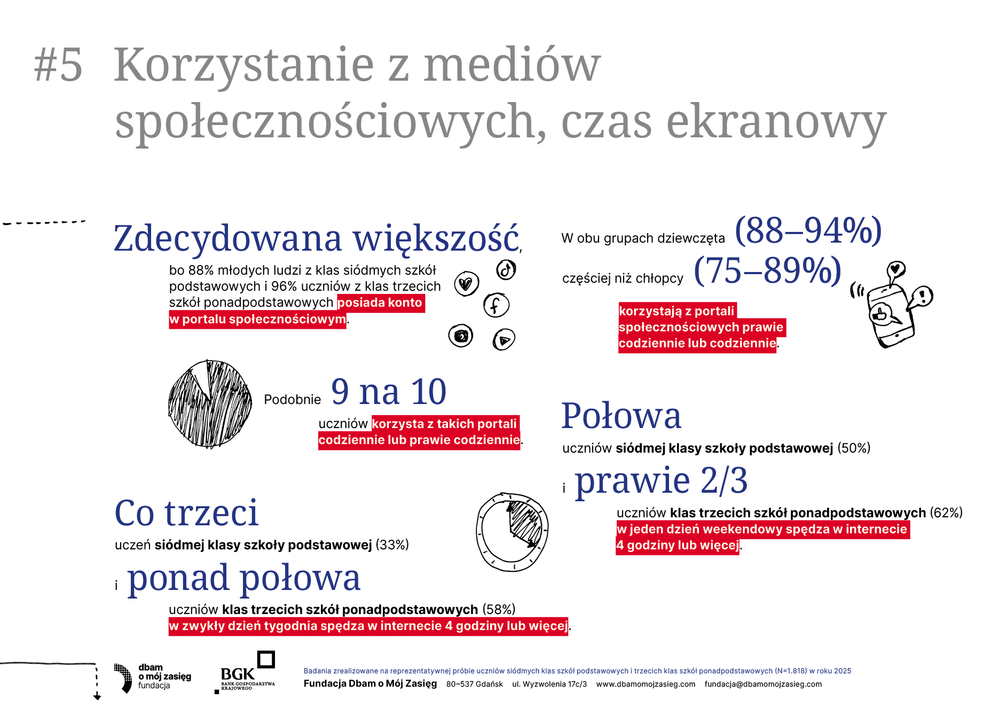 #5 Korzystanie z mediów
społecznościowych, czas ekranowy
Zdecydowana większość,
bo 88% młodych ludzi z klas siódmych szkół
podstawowych i 96% uczniów z klas trzecich
szkół ponadpodstawowych posiada konto
w portalu społecznościowym.
Podobnie 9 na 10
uczniów korzysta z takich portali
codziennie lub prawie codziennie.
Co trzeci
uczeń siódmej klasy szkoły podstawowej (33%)
i ponad połowa
uczniów klas trzecich szkół ponadpodstawowych (58%)
w zwykły dzień tygodnia spędza w internecie 4 godziny lub więcej.
W obu grupach dziewczęta (88–94%)
częściej niż chłopcy (75–89%)
korzystają z portali
społecznościowych prawie
codziennie lub codziennie.
Połowa
uczniów siódmej klasy szkoły podstawowej (50%)
i prawie 2/3
uczniów klas trzecich szkół ponadpodstawowych (62%)
w jeden dzień weekendowy spędza w internecie
4 godziny lub więcej.
dbam
o mój zasięg
fundacja
BGK
BANK GOSPODARSTWA
KRAJOWEGO
Badania zrealizowane na reprezentatywnej próbie uczniów siódmych klas szkół podstawowych i trzecich klas szkół ponadpodstawowych (N=1.818) w roku 2025
Fundacja Dbam o Mój Zasięg 80–537 Gdańsk ul. Wyzwolenia 17c/3 www.dbamomojzasieg.com fundacja@dbamomojzasieg.com